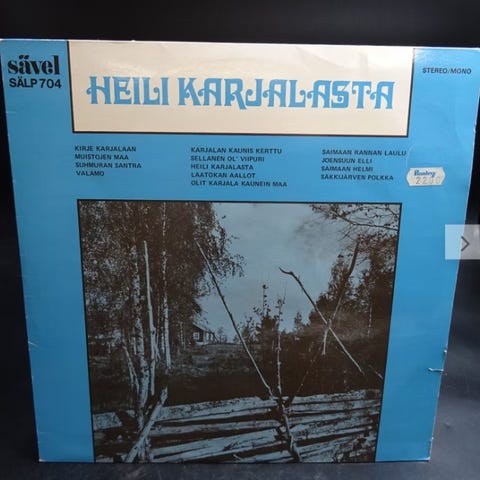 sävel
SÄLP 704
HEILI KARJALASTA
STEREO/MONO
KIRJE KARJALAAN
MUISTOJEN MAA
SUHMURAN SANTRA
VALAMO
KARJALAN KAUNIS KERTTU
SELLANEN OL' VIIPURI
HEILI KARJALASTA
LAATOKAN AALLOT
OLIT KARJALA KAUNEIN MAA
SAIMAAN RANNAN LAULU
JOENSUUN ELLI
SAIMAAN HELMI
SÄKKIJÄRVEN POLKKA